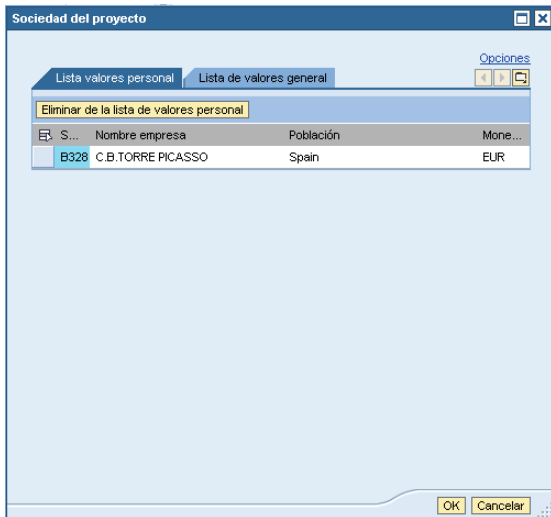 Sociedad del proyecto
Opciones
Lista valores personal Lista de valores general
Eliminar de la lista de valores personal
S... Nombre empresa Población Mone...
B328 C.B.TORRE PICASSO Spain EUR
OK Cancelar